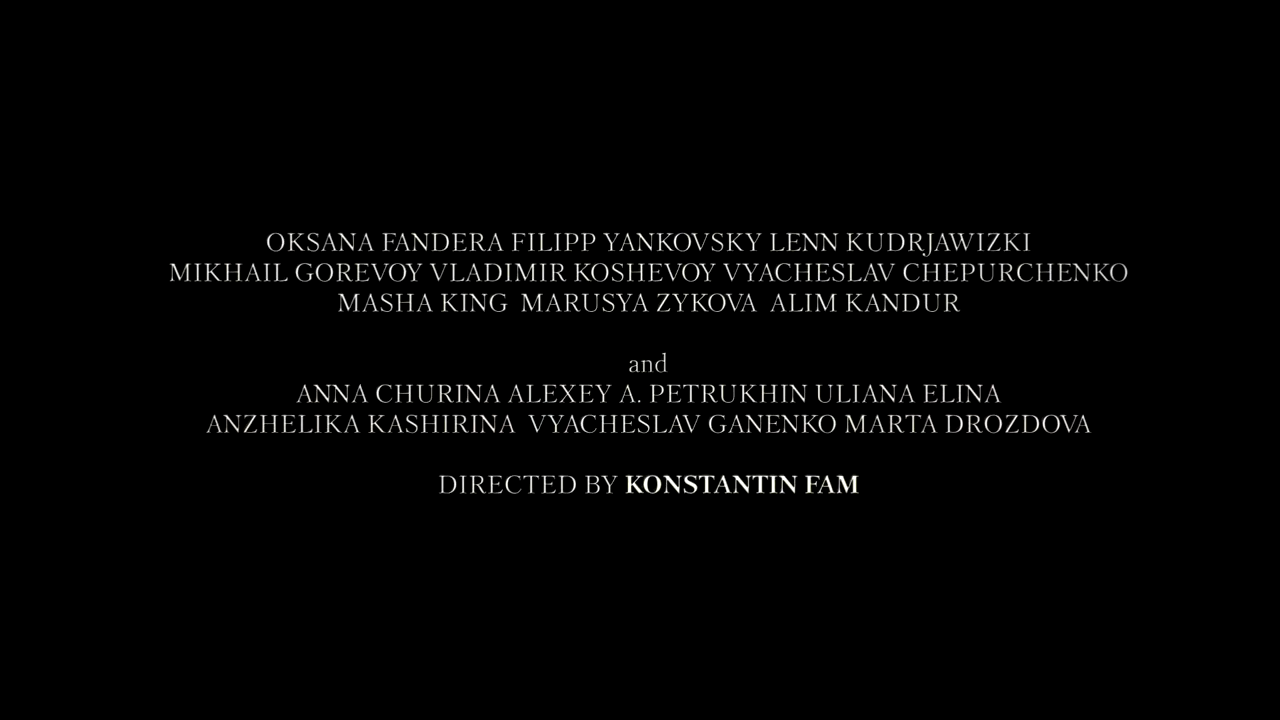 OKSANA FANDERA FILIPP YANKOVSKY LENN KUDRJAWIZKI
MIKHAIL GOREVOY VLADIMIR KOSHEVOY VYACHESLAV CHEPURCHENKO
MASHA KING MARUSYA ZYKOVA ALIM KANDUR
and
ANNA CHURINA ALEXEY A. PETRUKHIN ULIANA ELINA
ANZHELIKA KASHIRINA VYACHESLAV GANENKO MARTA DROZDOVA
DIRECTED BY KONSTANTIN FAM